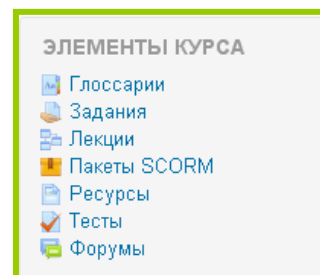 ЭЛЕМЕНТЫ КУРСА
Глоссарии
Задания
Лекции
Пакеты SCORM
Ресурсы
Тесты
Форумы